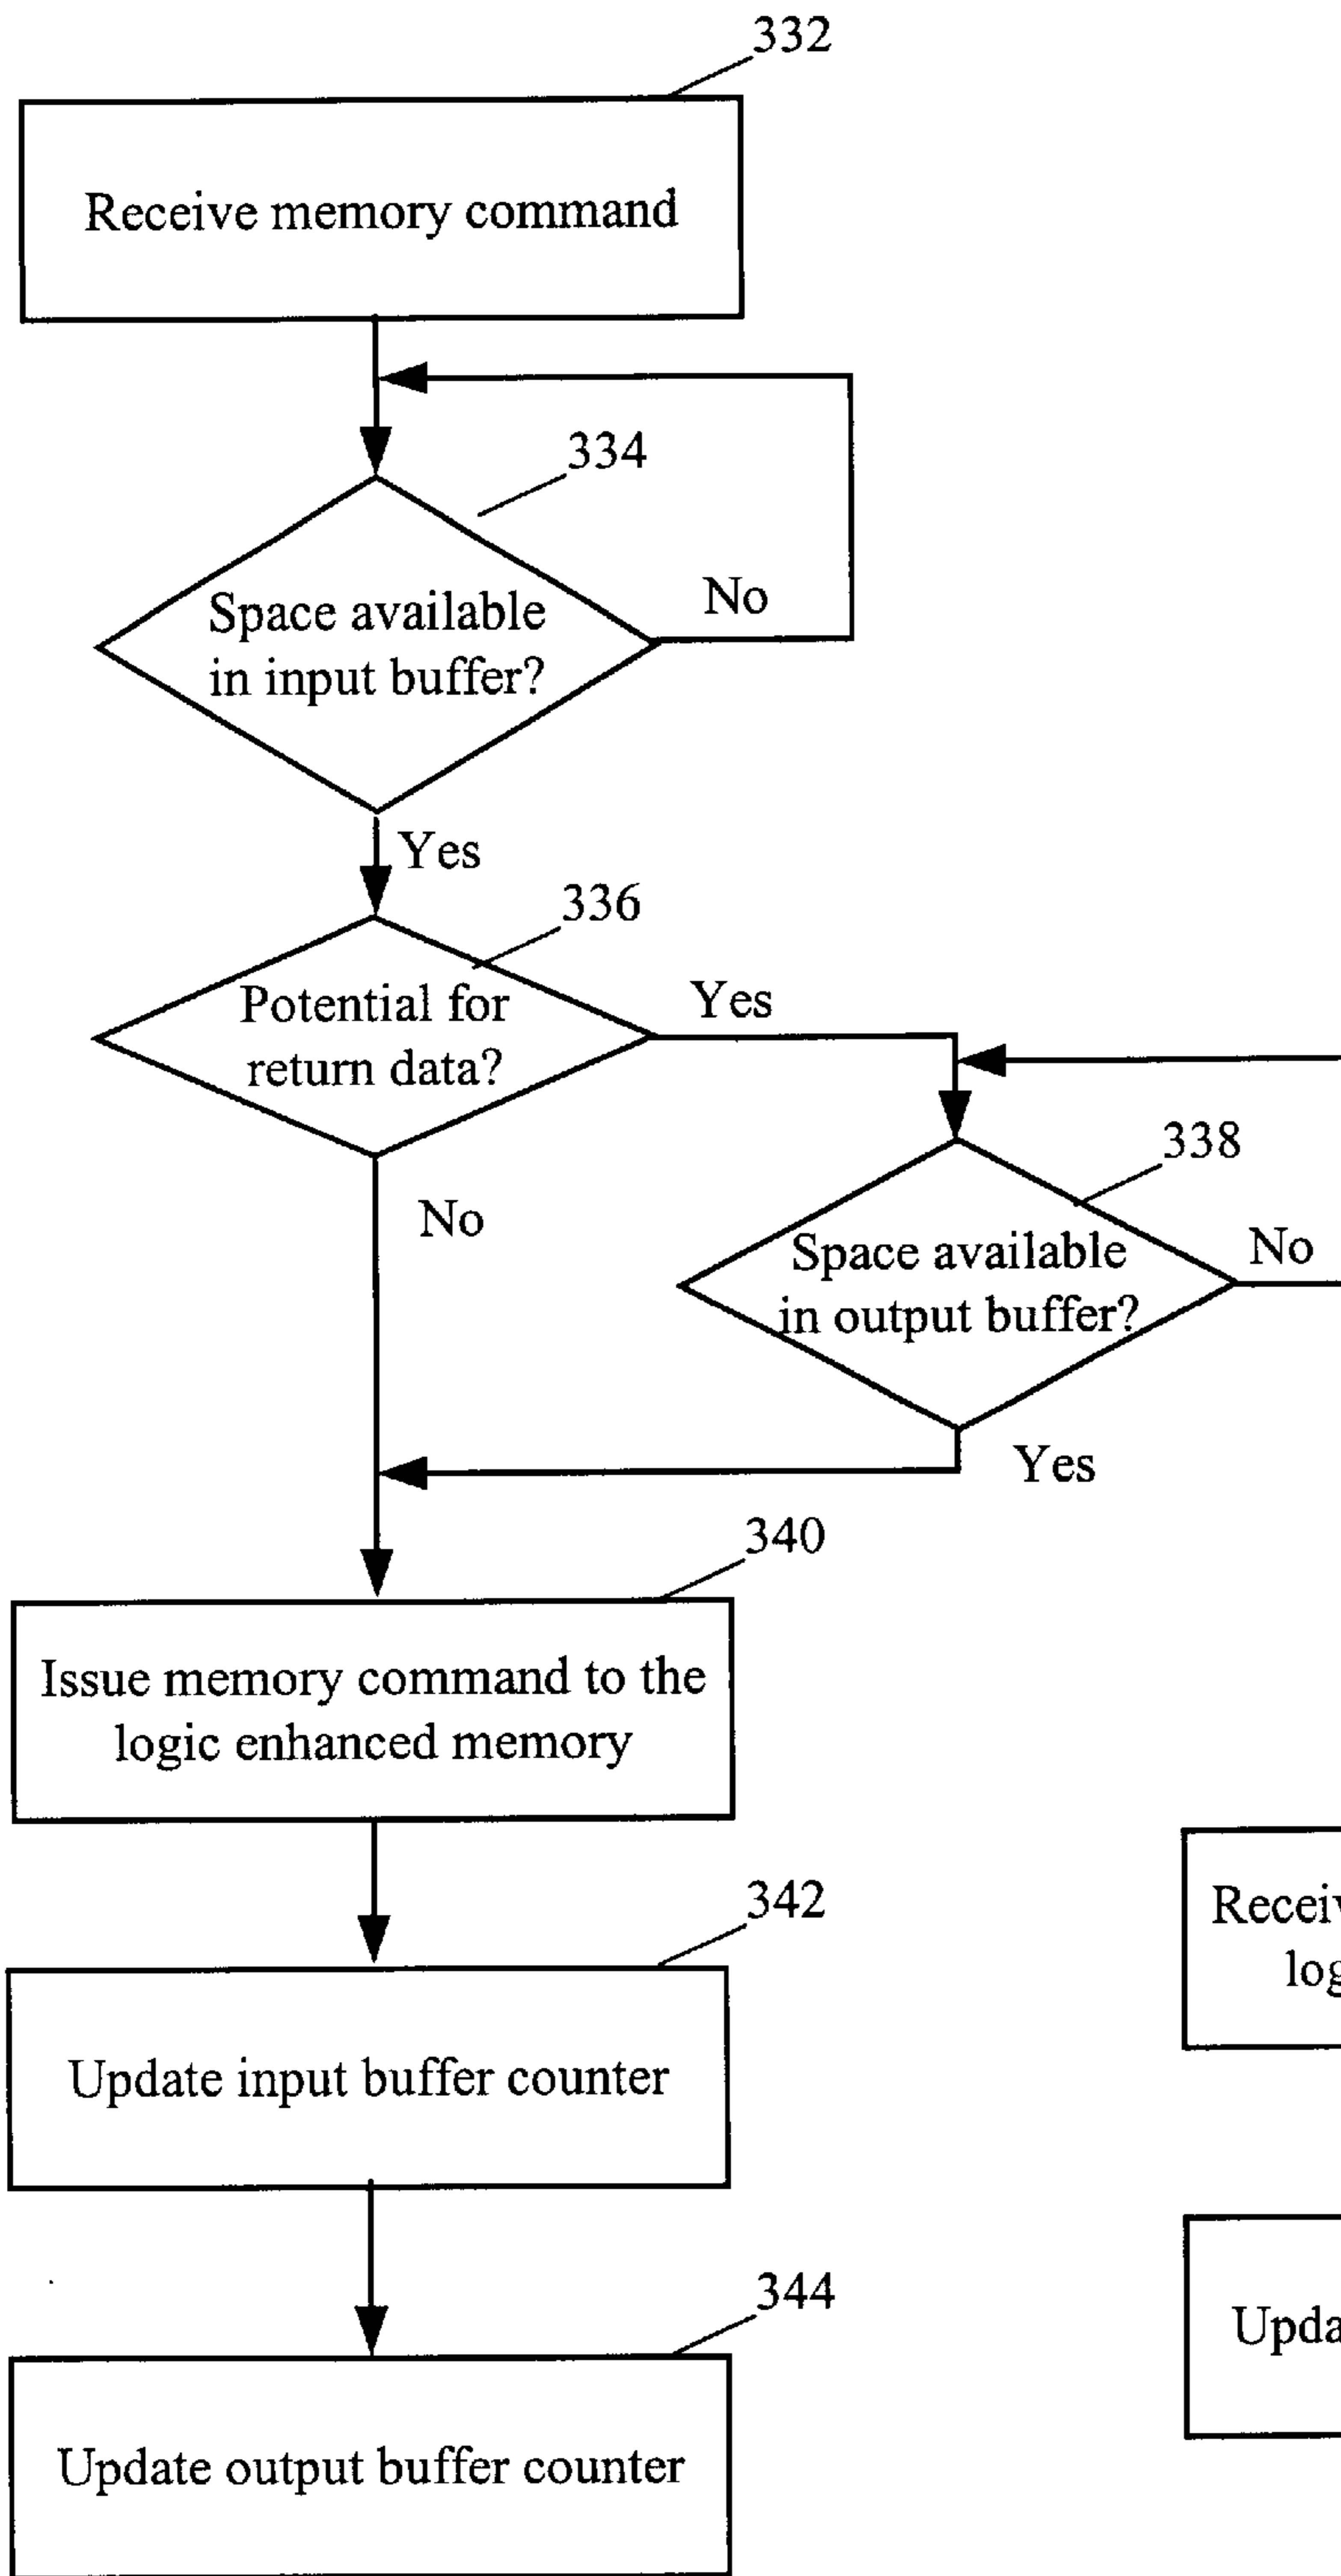 332
Receive memory command
334
Space available
in input buffer?
No
Yes
336
Potential for
return data?
Yes
No
338
Space available
in output buffer?
No
Yes
340
Issue memory command to the
logic enhanced memory
342
Update input buffer counter
344
Update output buffer counter